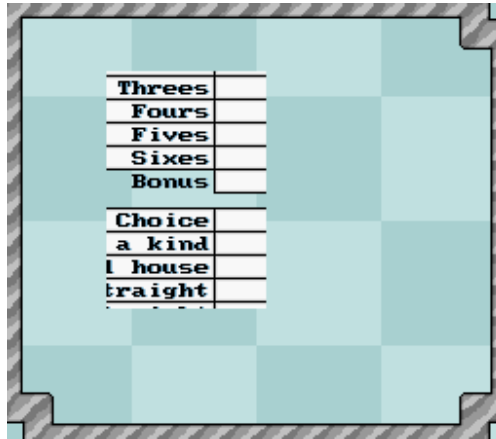 Threes
Fours
Fives
Sixes
Bonus
Choice
a kind
house
traight